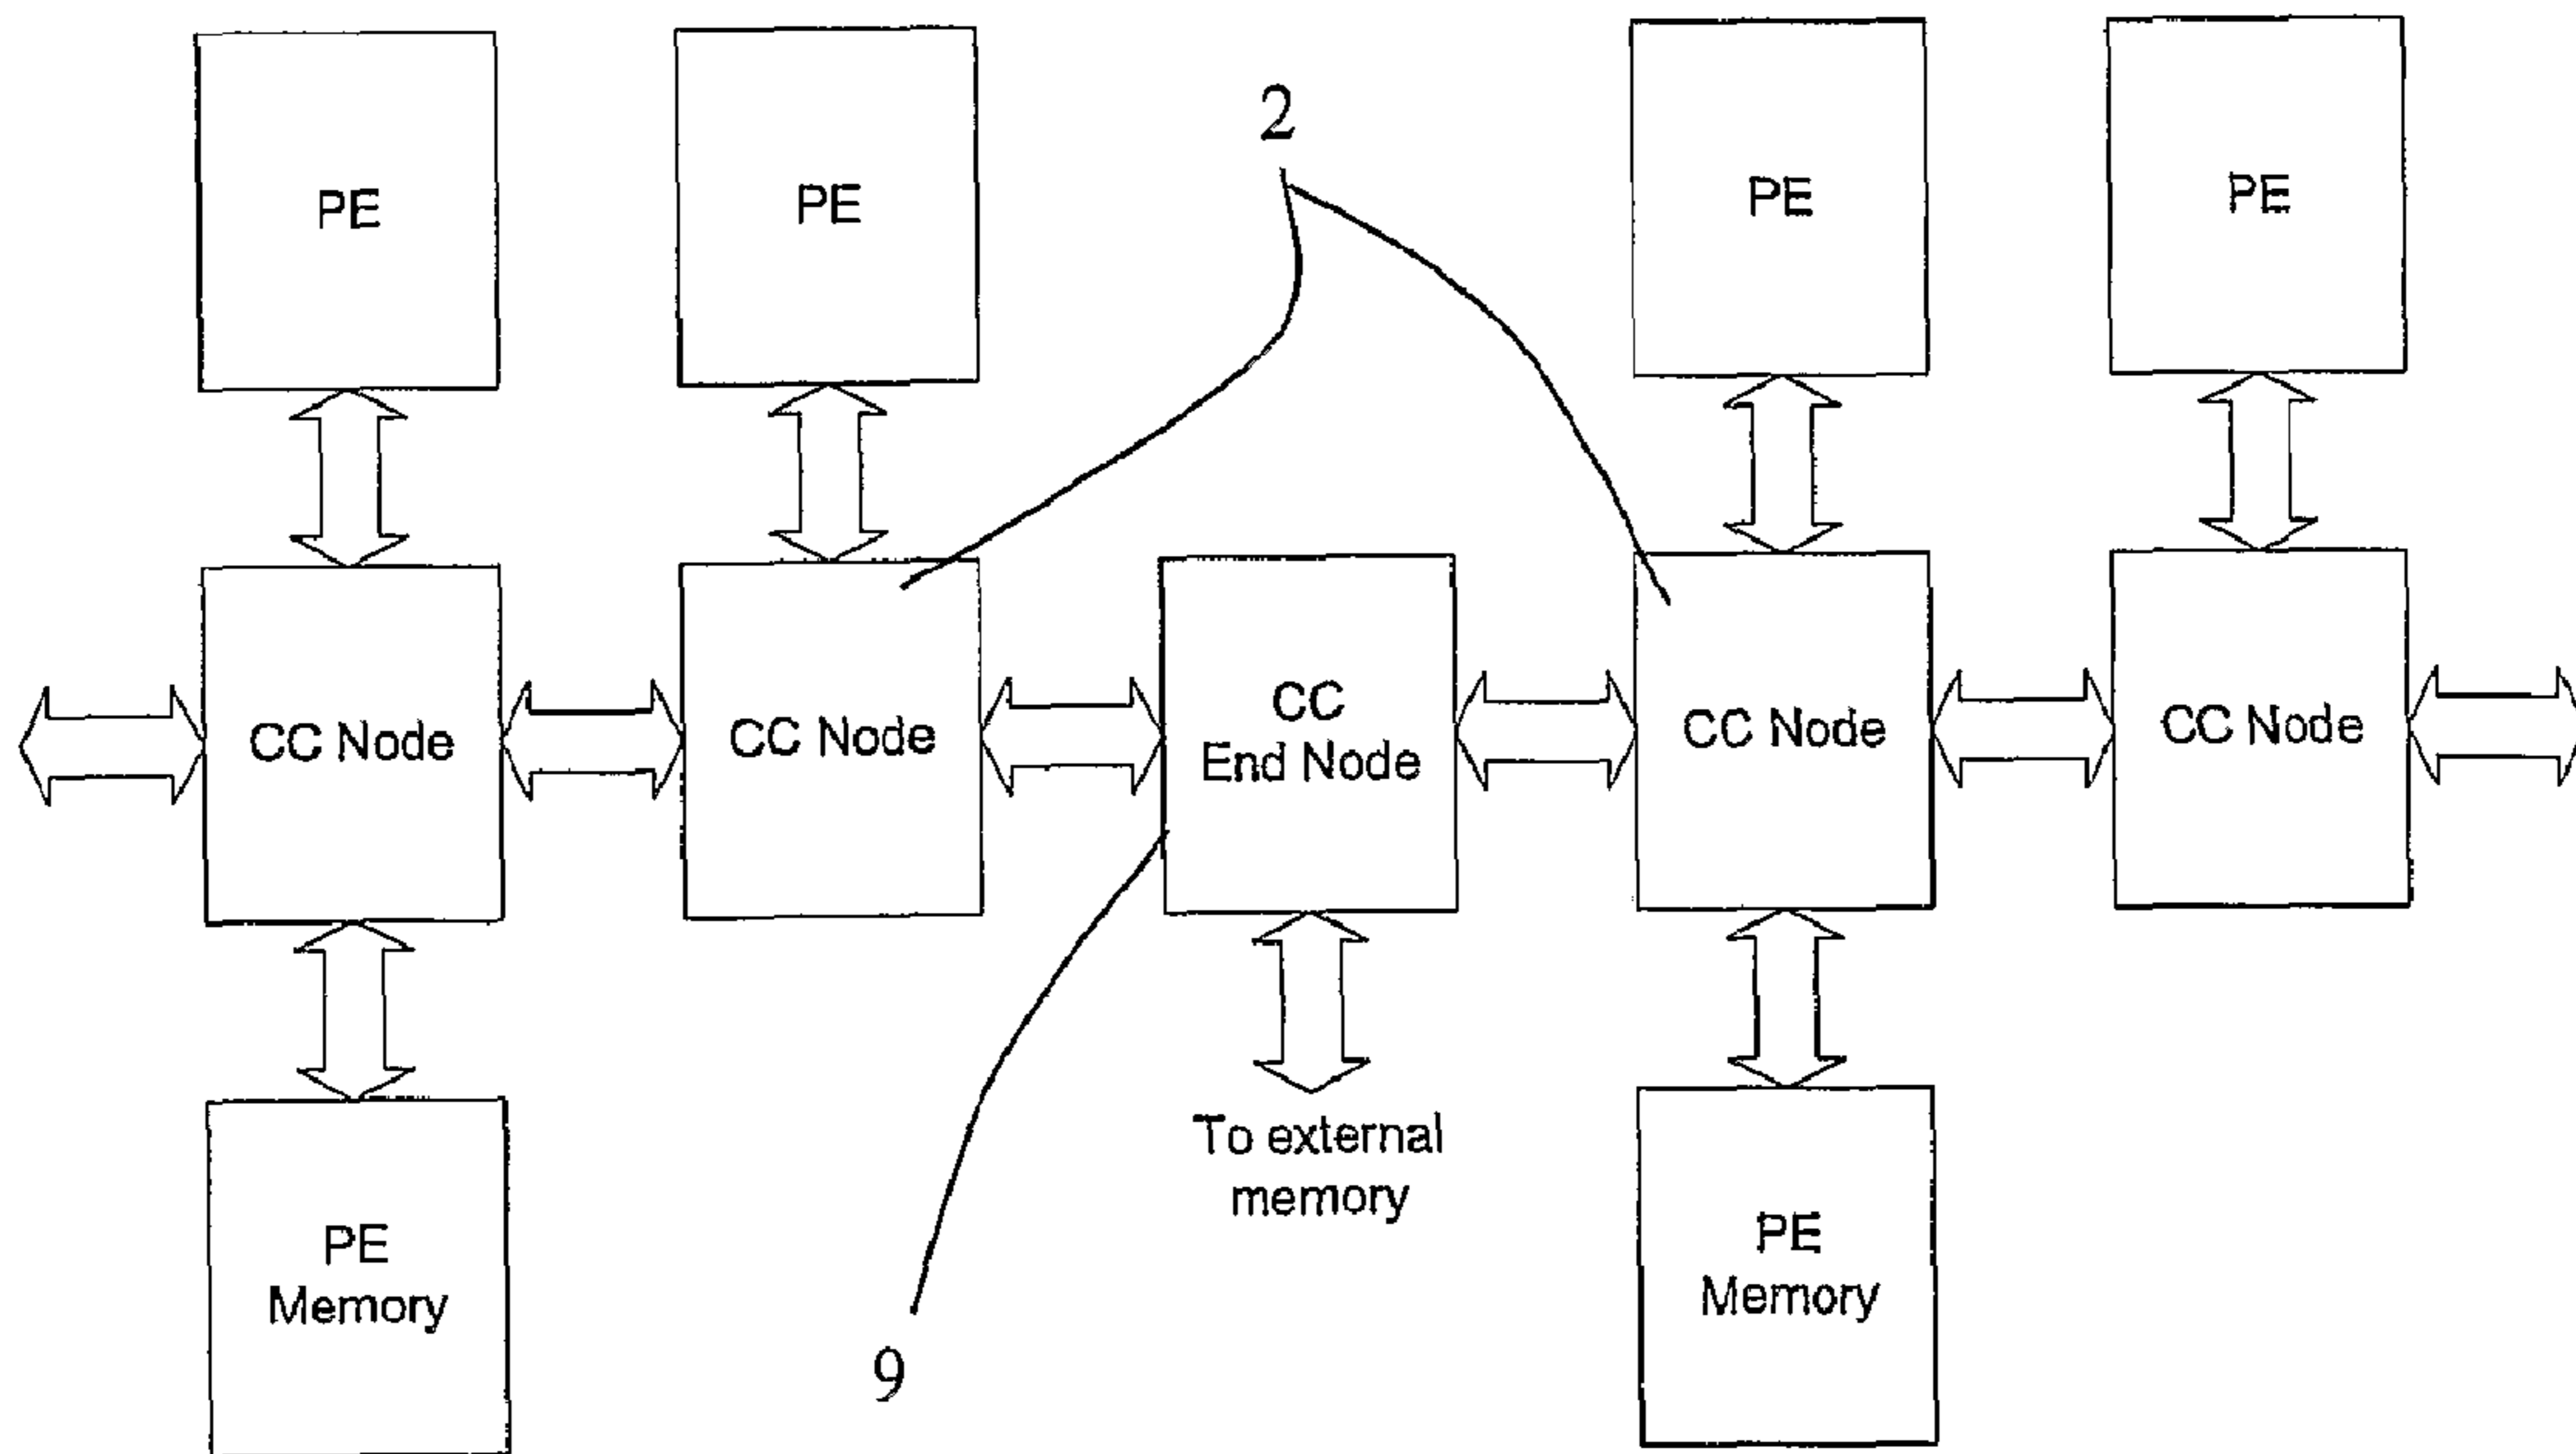 PE
PE
2
PE
PE
CC Node
CC Node
CC
End Node
CC Node
CC Node
To external
memory
PE
Memory
PE
Memory
9